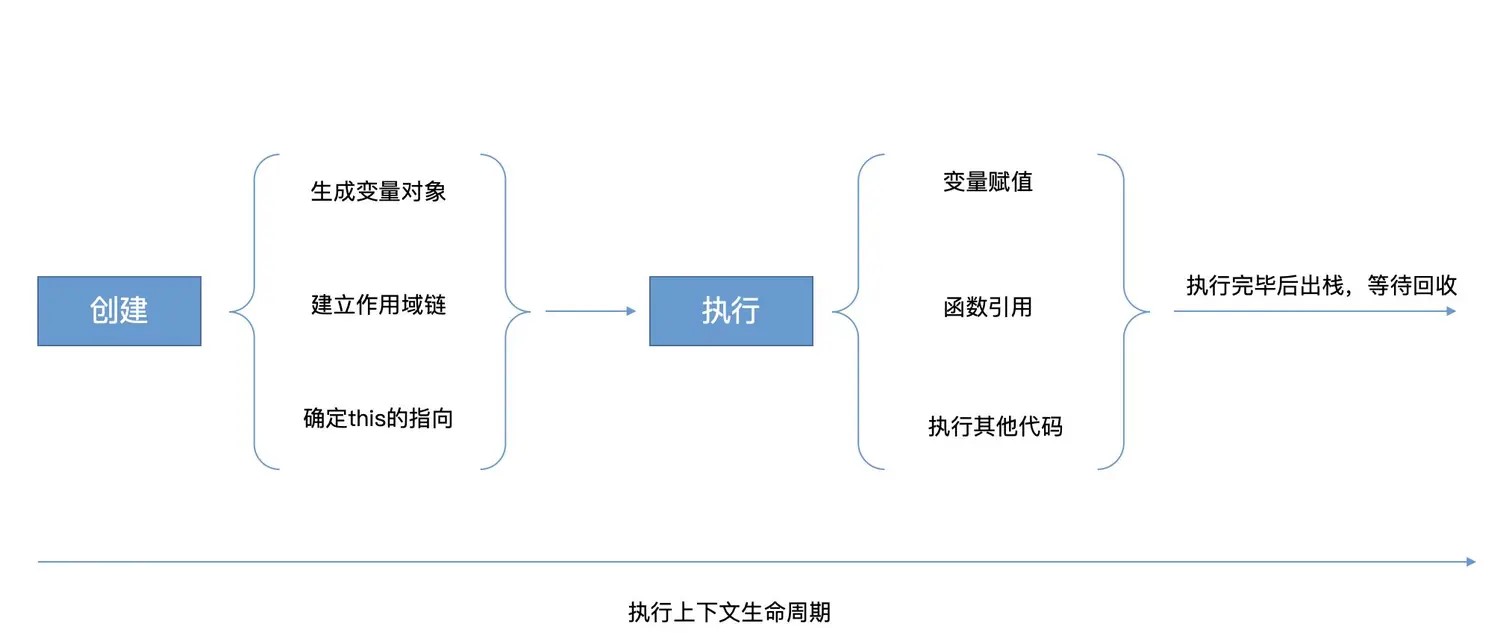 创建
生成变量对象
建立作用域链
确定this的指向
执行
变量赋值
函数引用
执行其他代码
执行完毕后出栈，等待回收
执行上下文生命周期